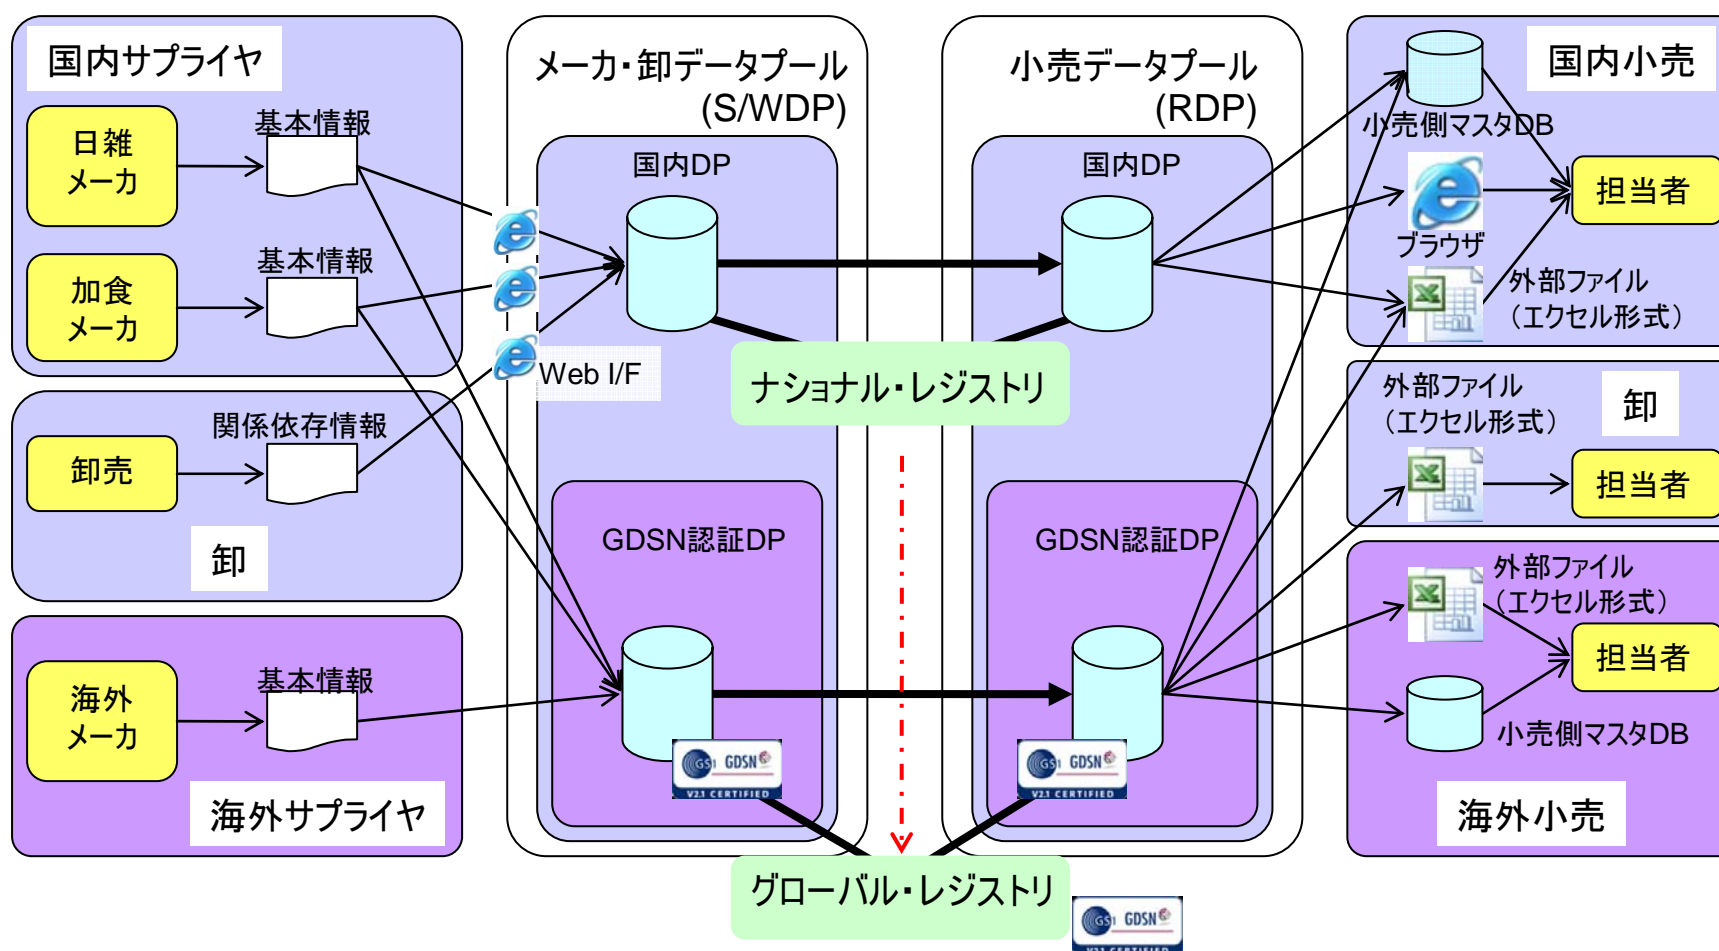 国内サプライヤ
日雑
メーカ
基本情報
加食
メーカ
基本情報
卸売
関係依存情報
卸
海外
メーカ
基本情報
海外サプライヤ
メーカ・卸データプール
(S/WDP)
国内DP
Web I/F
GDSN認証DP
GS1 GDSN
V2.1 CERTIFIED
小売データプール
(RDP)
国内DP
GDSN認証DP
GS1 GDSN
V2.1 CERTIFIED
ナショナル・レジストリ
グローバル・レジストリ
GS1 GDSN
V2.1 CERTIFIED
国内小売
小売側マスタDB
ブラウザ
外部ファイル
（エクセル形式）
担当者
外部ファイル
（エクセル形式）
卸
担当者
外部ファイル
（エクセル形式）
担当者
小売側マスタDB
海外小売